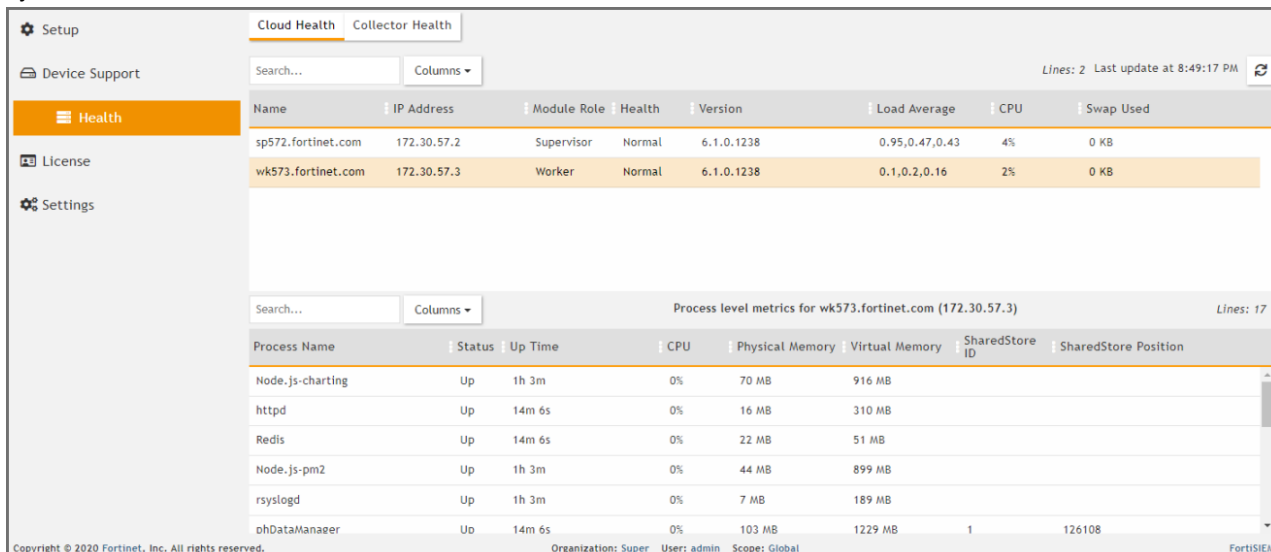 Setup
Device Support
Health
License
Settings
Cloud Health Collector Health
Search... Columns Lines: 2 Last update at 8:49:17 PM
Name IP Address Module Role Health Version Load Average CPU Swap Used
sp572.fortinet.com 172.30.57.2 Supervisor Normal 6.1.0.1238 0.95,0.47,0.43 4% 0 KB
wk573.fortinet.com 172.30.57.3 Worker Normal 6.1.0.1238 0.1,0.2,0.16 2% 0 KB
Search... Columns Process level metrics for wk573.fortinet.com (172.30.57.3) Lines: 17
Process Name Status Up Time CPU Physical Memory Virtual Memory SharedStore ID SharedStore Position
Node.js-charting Up 1h 3m 0% 70 MB 916 MB
httpd Up 14m 6s 0% 16 MB 310 MB
Redis Up 14m 6s 0% 22 MB 51 MB
Node.js-pm2 Up 1h 3m 0% 44 MB 899 MB
rsyslogd Up 1h 3m 0% 7 MB 189 MB
phDataManager Up 14m 6s 0% 103 MB 1229 MB 1 126108
Copyright © 2020 Fortinet, Inc. All rights reserved. Organization: Super User: admin Scope: Global